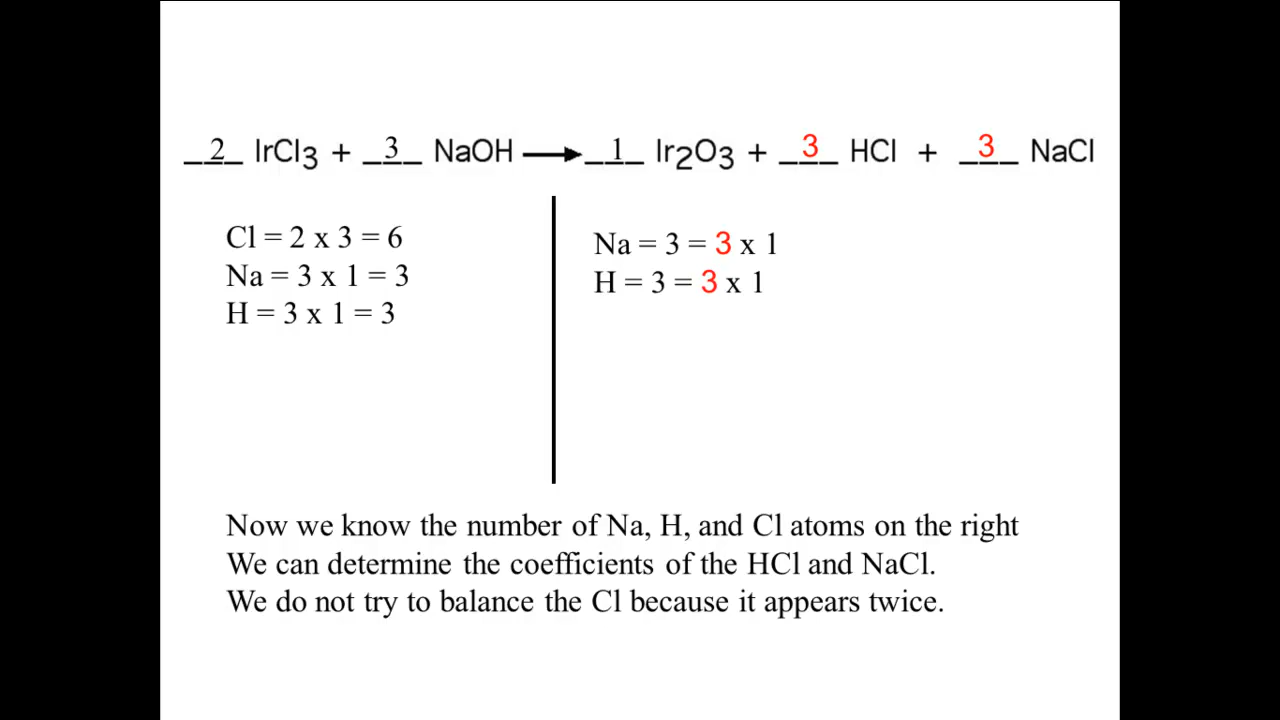 __2_ IrCl3 + _3_ NaOH → _1_ Ir2O3 + _3_ HCl + _3_ NaCl
Cl = 2 x 3 = 6
Na = 3 x 1 = 3
H = 3 x 1 = 3
Na = 3 = 3 x 1
H = 3 = 3 x 1
Now we know the number of Na, H, and Cl atoms on the right
We can determine the coefficients of the HCl and NaCl.
We do not try to balance the Cl because it appears twice.